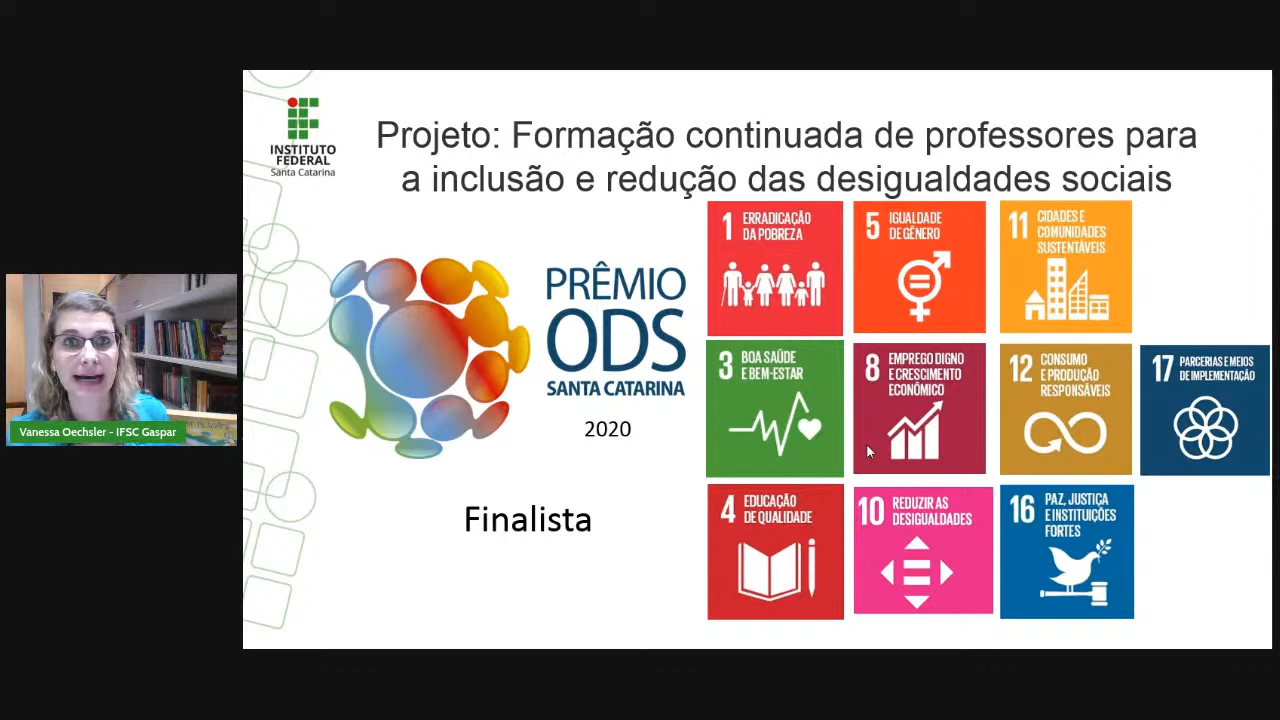 INSTITUTO
FEDERAL
Santa Catarina
Projeto: Formação continuada de professores para
a inclusão e redução das desigualdades sociais
PRÊMIO
ODS
SANTA CATARINA
2020
Finalista
1 ERRADICAÇÃO
DA POBREZA
5 IGUALDADE
DE GÊNERO
11 CIDADES E
COMUNIDADES
SUSTENTÁVEIS
3 BOA SAÚDE
E BEM-ESTAR
8 EMPREGO DIGNO
E CRESCIMENTO
ECONÔMICO
12 CONSUMO
E PRODUÇÃO
RESPONSÁVEIS
17 PARCERIAS E MEIOS
DE IMPLEMENTAÇÃO
4 EDUCAÇÃO
DE QUALIDADE
10 REDUZIR AS
DESIGUALDADES
16 PAZ, JUSTIÇA
E INSTITUIÇÕES
FORTES
Vanessa Oechsler - IFSC Gaspar